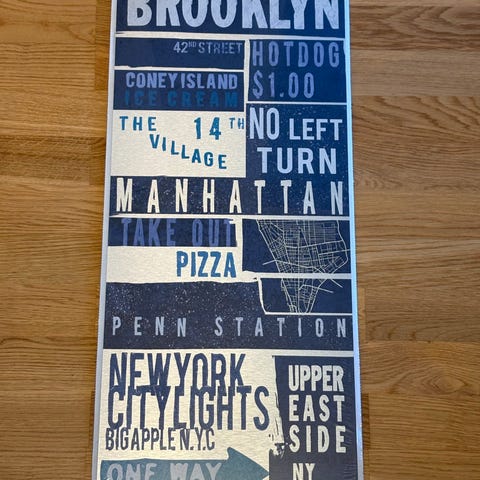 BROOKLYN
42ND STREET
HOTDOG
$1.00
CONEY ISLAND
ICE CREAM
THE 14TH
VILLAGE
NO LEFT
TURN
MANHATTAN
TAKE OUT
PIZZA
PENN STATION
NEWYORK
CITYLIGHTS
BIGAPPLE N.Y.C
UPPER
EAST
SIDE
NY
ONE WAY